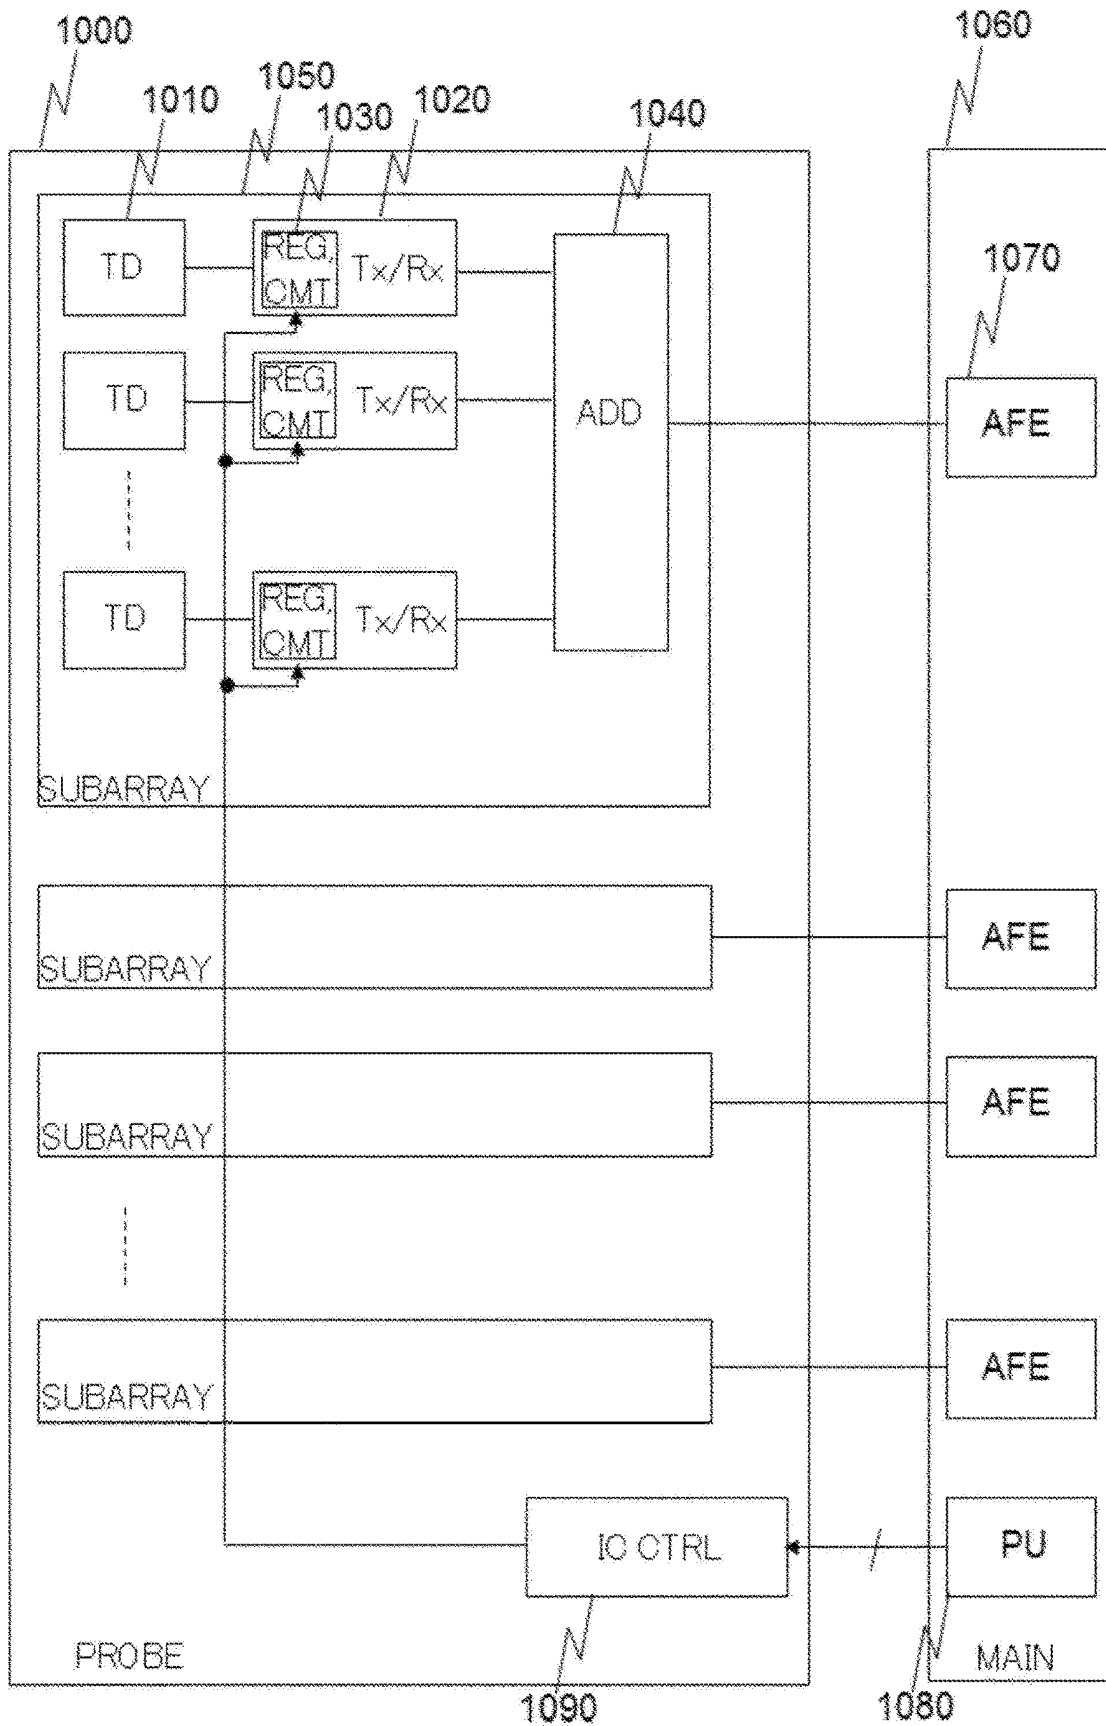 1000
1060
1050
1010
1030
1020
1040
TD
REG,
CMT
Tx/Rx
1070
TD
REG,
CMT
Tx/Rx
ADD
AFE
TD
REG,
CMT
Tx/Rx
SUBARRAY
AFE
SUBARRAY
AFE
SUBARRAY
AFE
SUBARRAY
IC CTRL
PU
PROBE
MAIN
1090
1080